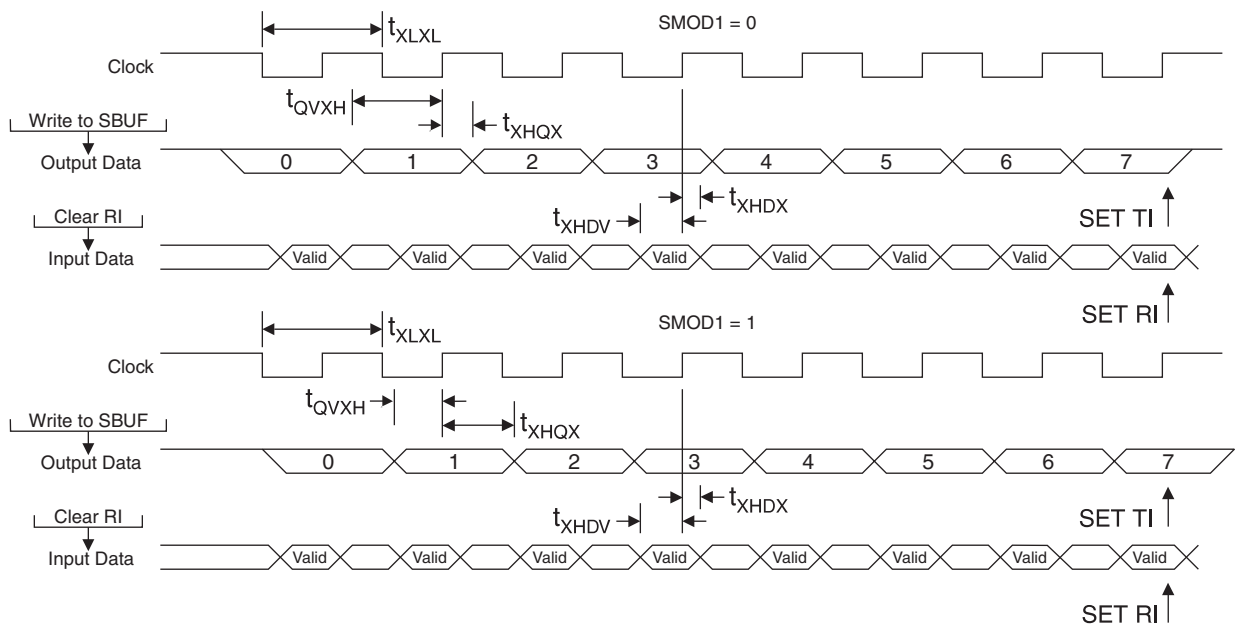 SMOD1 = 0
tXLXL
Clock
tQVXH
tXHQX
Write to SBUF
Output Data 0 1 2 3 4 5 6 7
tXHDX
tXHDV
SET TI
Clear RI
Input Data Valid Valid Valid Valid Valid Valid Valid Valid
SET RI
SMOD1 = 1
tXLXL
Clock
tQVXH
tXHQX
Write to SBUF
Output Data 0 1 2 3 4 5 6 7
tXHDX
tXHDV
SET TI
Clear RI
Input Data Valid Valid Valid Valid Valid Valid Valid Valid
SET RI